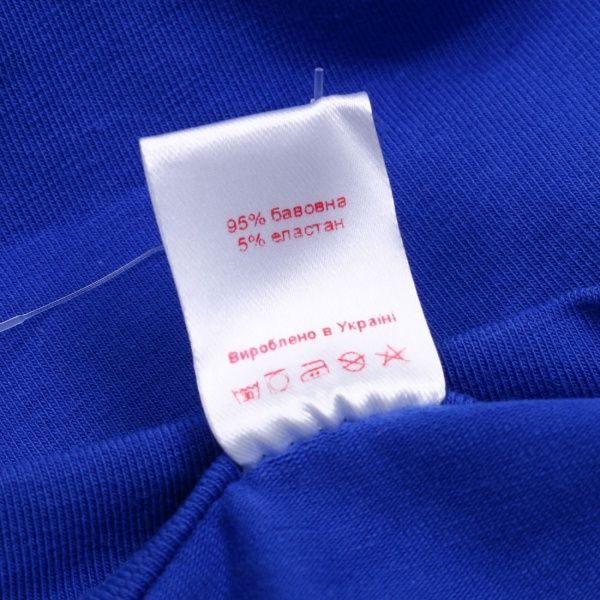 95% бавовна
5% еластан
Вироблено в Україні